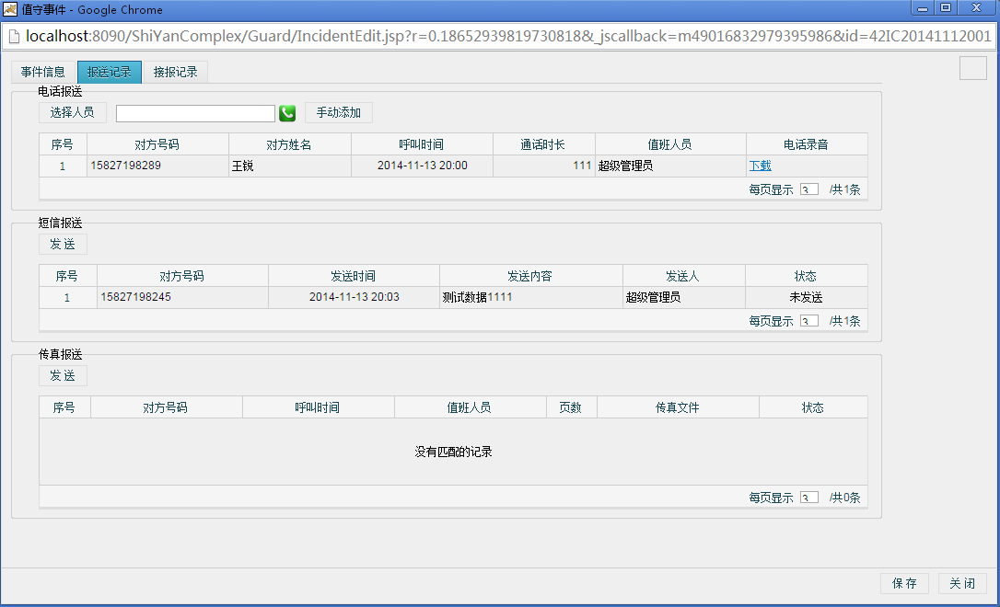 值守事件 - Google Chrome
localhost:8090/ShiYanComplex/Guard/IncidentEdit.jsp?r=0.18652939819730818&_jscallback=m49016832979395986&id=42IC20141112001
事件信息 报送记录 接报记录
电话报送
选择人员 手动添加
序号 对方号码 对方姓名 呼叫时间 通话时长 值班人员 电话录音
1 15827198289 王锐 2014-11-13 20:00 111 超级管理员 下载
每页显示 3 /共1条
短信报送
发 送
序号 对方号码 发送时间 发送内容 发送人 状态
1 15827198245 2014-11-13 20:03 测试数据1111 超级管理员 未发送
每页显示 3 /共1条
传真报送
发 送
序号 对方号码 呼叫时间 值班人员 页数 传真文件 状态
没有匹配的记录
每页显示 3 /共0条
保 存 关 闭